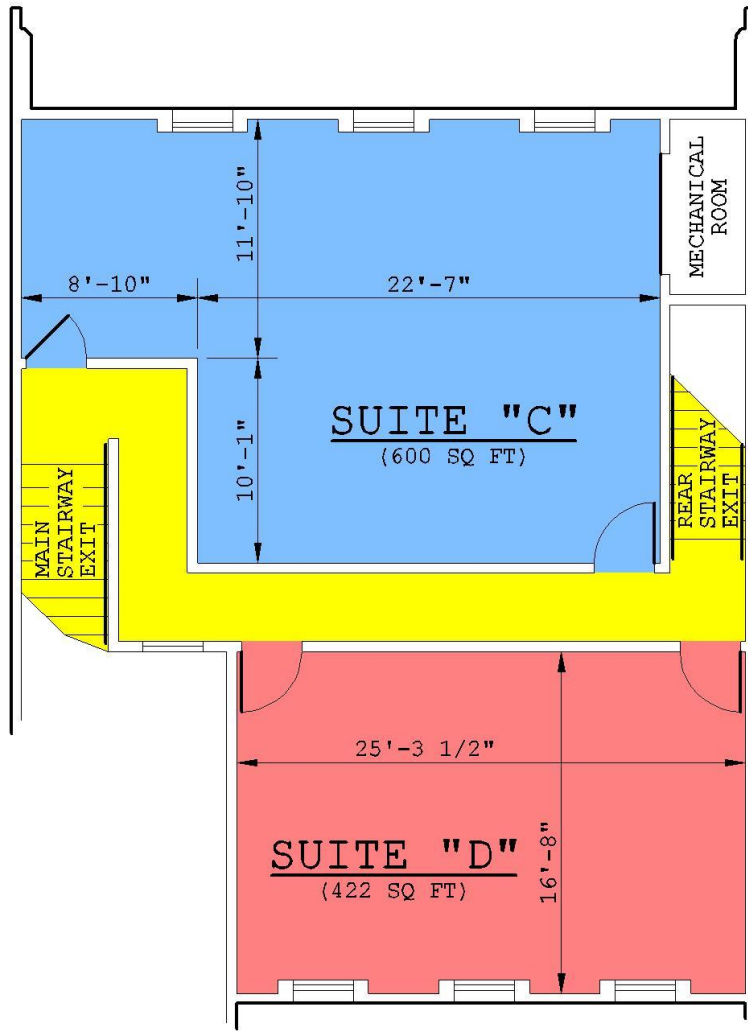 MECHANICAL
ROOM
11'-10"
8'-10"
22'-7"
SUITE "C"
(600 SQ FT)
10'-1"
REAR
STAIRWAY
EXIT
MAIN
STAIRWAY
EXIT
25'-3 1/2"
16'-8"
SUITE "D"
(422 SQ FT)